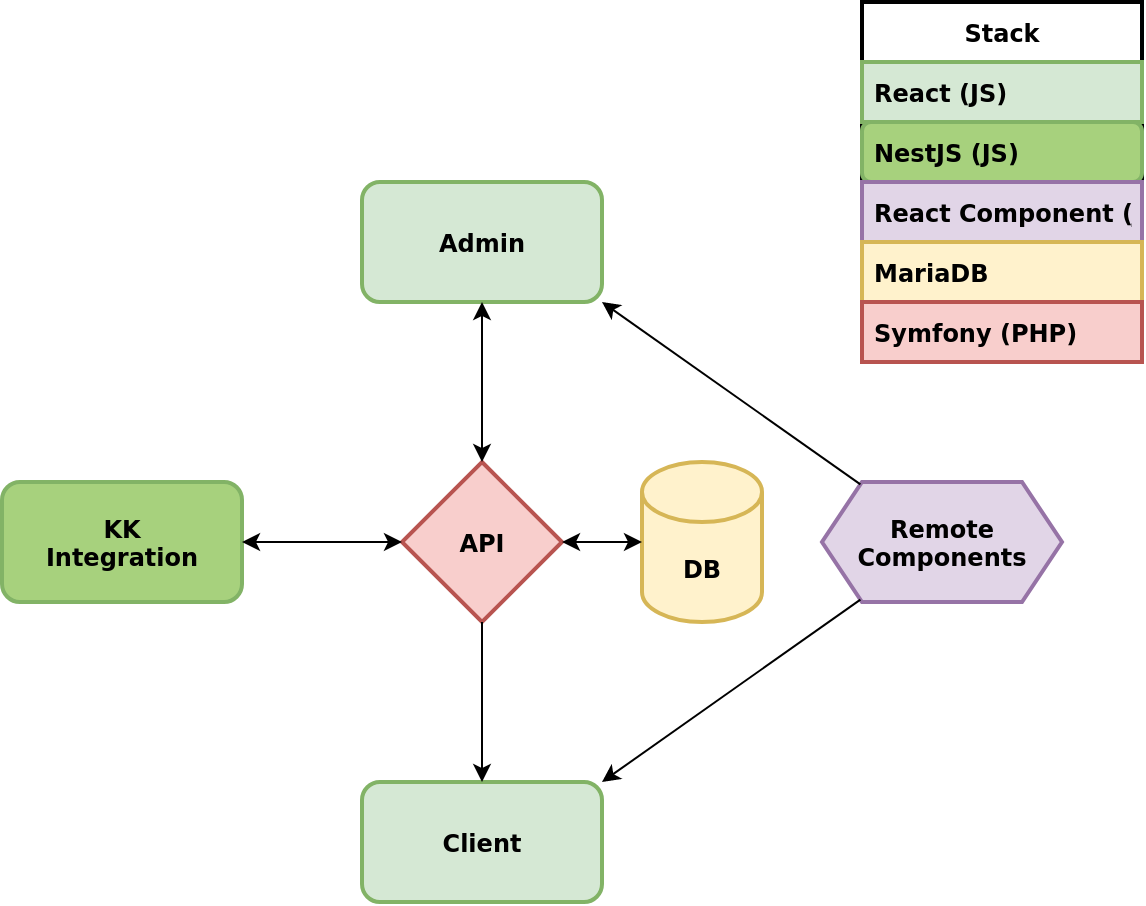 Stack
React (JS)
NestJS (JS)
React Component (
MariaDB
Symfony (PHP)
Admin
KK
Integration
API
DB
Remote
Components
Client